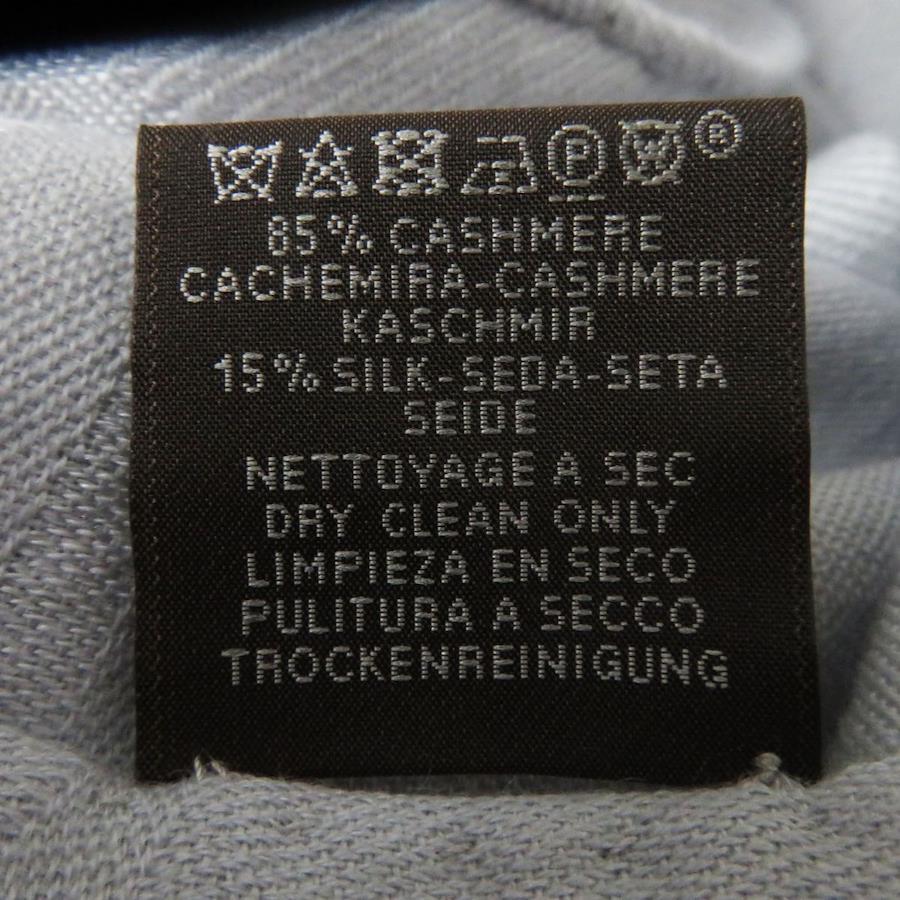 P W ®
85% CASHMERE
CACHEMIRA-CASHMERE
KASCHMIR
15% SILK-SEDA-SETA
SEIDE
NETTOYAGE A SEC
DRY CLEAN ONLY
LIMPIEZA EN SECO
PULITURA A SECCO
TROCKENREINIGUNG